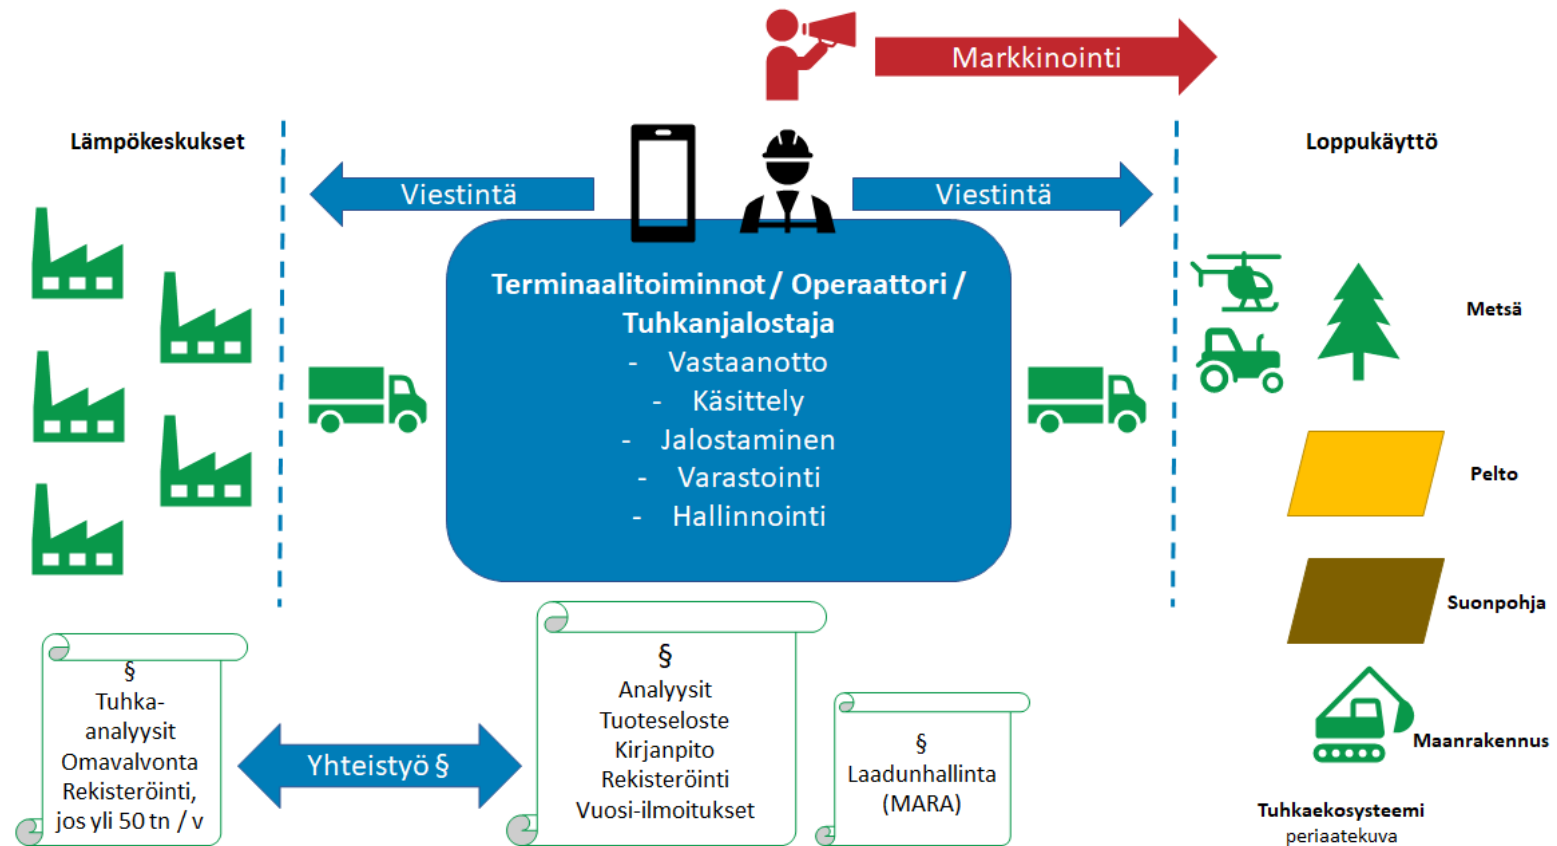 Markkinointi
Lämpökeskukset
Loppukäyttö
Viestintä
Viestintä
Terminaalitoiminnot / Operaattori /
Tuhkanjalostaja
- Vastaanotto
- Käsittely
- Jalostaminen
- Varastointi
- Hallinnointi
Metsä
Pelto
Suonpohja
Maanrakennus
§
Tuhka-
analyysit
Omavalvonta
Rekisteröinti,
jos yli 50 tn / v
Yhteistyö §
§
Analyysit
Tuoteseloste
Kirjanpito
Rekisteröinti
Vuosi-ilmoitukset
§
Laadunhallinta
(MARA)
Tuhkaekosysteemi
periaatekuva